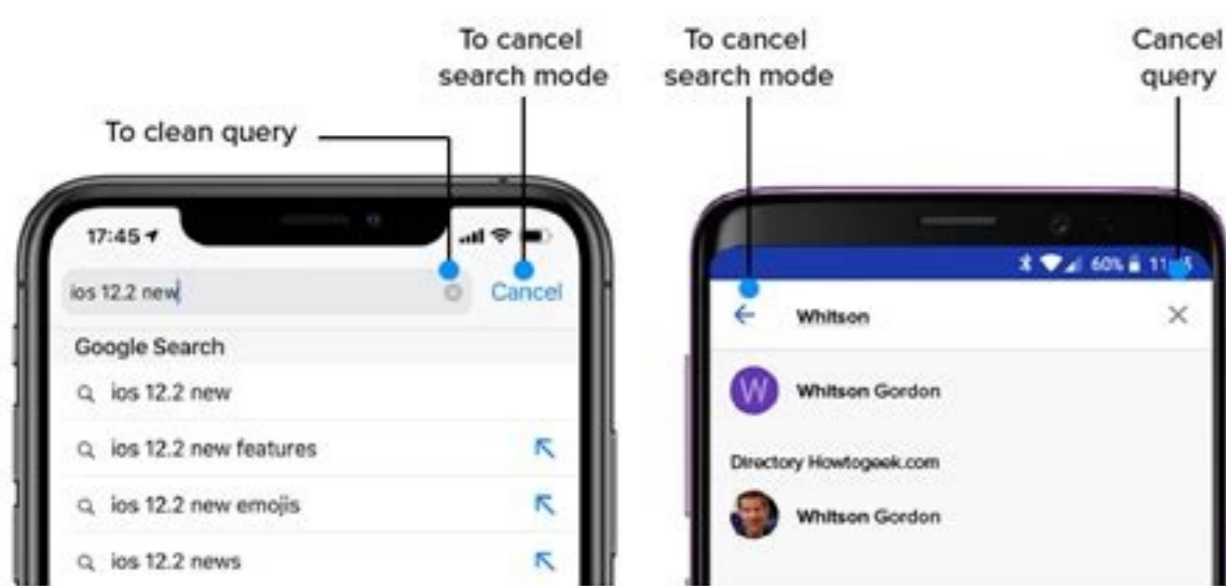 To cancel
search mode
To cancel
search mode
Cancel
query
To clean query
17:45
60%
ios 12.2 new
Cancel
Whitson
Google Search
ios 12.2 new
W
Whitson Gordon
ios 12.2 new features
Directory Howtogeek.com
ios 12.2 new emojis
Whitson Gordon
ios 12.2 news